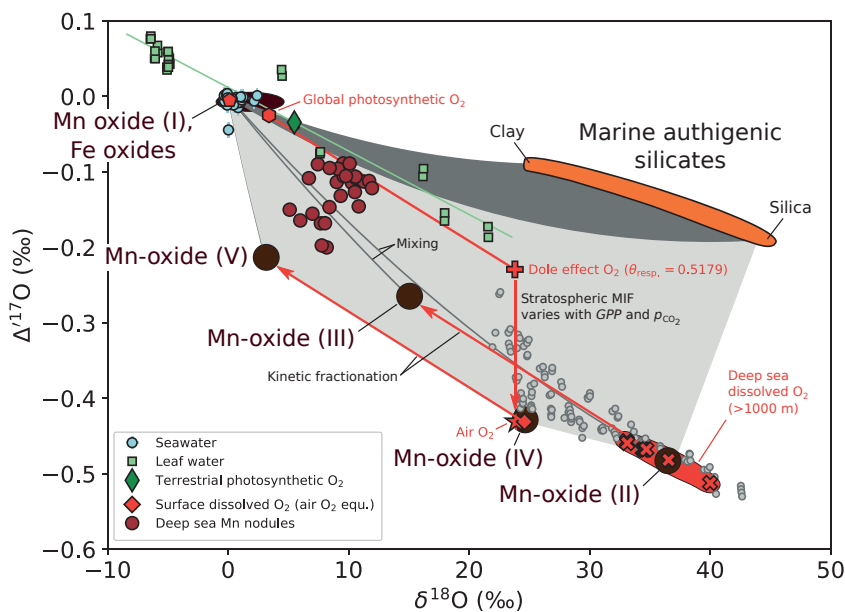 0.1
0.0
−0.1
−0.2
−0.3
−0.4
−0.5
−0.6
Δ′¹⁷O (‰)
−10
0
10
20
30
40
50
δ¹⁸O (‰)
Global photosynthetic O₂
Mn oxide (I),
Fe oxides
Clay
Marine authigenic
silicates
Silica
Mixing
Mn-oxide (V)
Dole effect O₂ (θresp. = 0.5179)
Stratospheric MIF
varies with GPP and pCO₂
Mn-oxide (III)
Kinetic fractionation
Deep sea
dissolved O₂
(>1000 m)
Air O₂
Mn-oxide (IV)
Mn-oxide (II)
Seawater
Leaf water
Terrestrial photosynthetic O₂
Surface dissolved O₂ (air O₂ equ.)
Deep sea Mn nodules